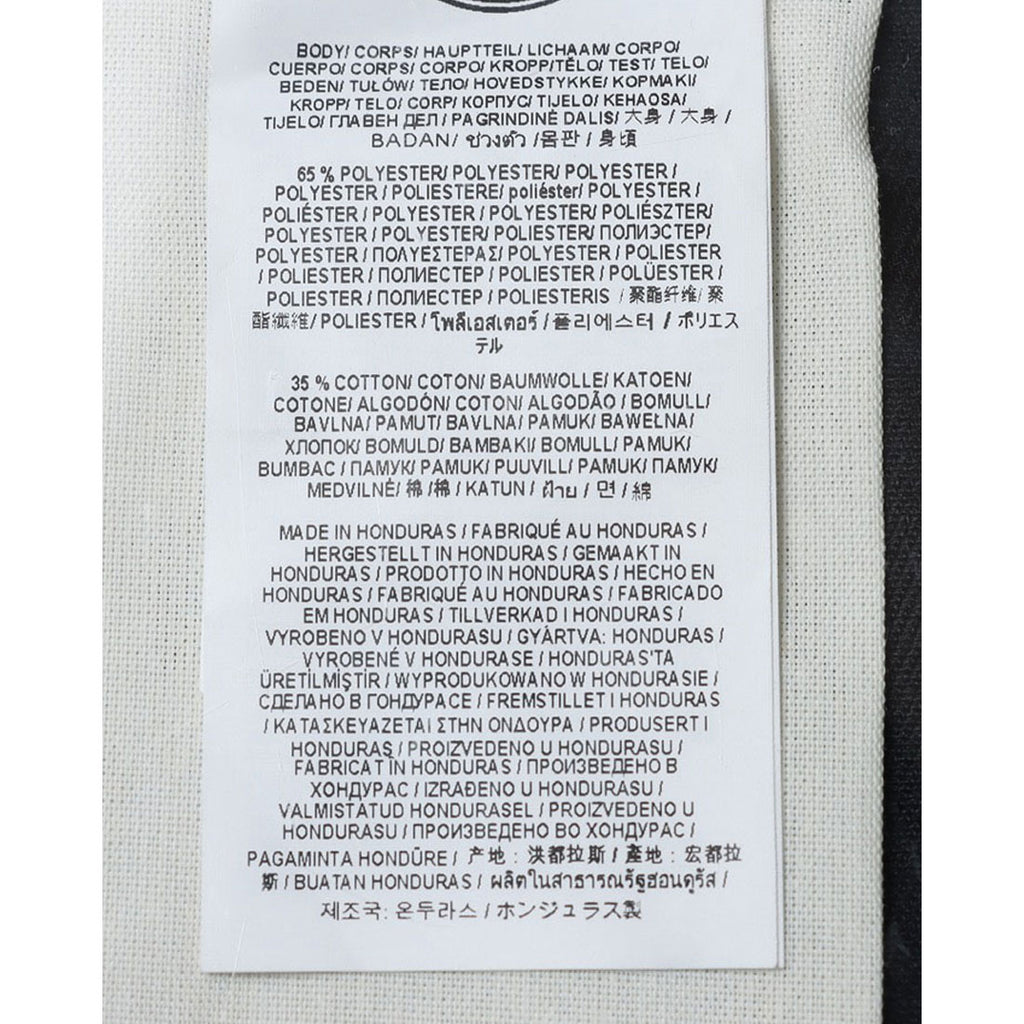 BODY/ CORPS/ HAUPTTEIL/ LICHAAM/ CORPO/
CUERPO/ CORPS/ CORPO/ KROPP/TĚLO/ TEST/ TELO/
BEDEN/ TUŁÓW/ ТЕЛО/ HOVEDSTYKKE/ ΚΟΡΜΑΚΙ/
KROPP/ TELO/ CORP/ КОРПУС/ TIJELO/ KEHAOSA/
TIJELO/ ГЛАВЕН ДЕЛ / PAGRINDINĖ DALIS/ 大身 / 大身 /
BADAN/ ช่วงตัว /몸판 / 身頃
65 % POLYESTER/ POLYESTER/ POLYESTER /
POLYESTER / POLIESTERE/ poliéster/ POLYESTER /
POLIÉSTER / POLYESTER / POLYESTER/ POLIÉSZTER/
POLYESTER / POLYESTER/ POLIESTER/ ПОЛИЭСТЕР/
POLYESTER / ΠΟΛΥΕΣΤΕΡΑΣ/ POLYESTER / POLIESTER
/ POLIESTER / ПОЛИЕСТЕР / POLIESTER / POLÜESTER /
POLIESTER / ПОЛИЕСТЕР / POLIESTERIS / 聚酯纤维/ 聚
酯纖維/ POLIESTER / โพลีเอสเตอร์ / 폴리에스터 / ポリエス
テル
35 % COTTON/ COTON/ BAUMWOLLE/ KATOEN/
COTONE/ ALGODÓN/ COTON/ ALGODÃO / BOMULL/
BAVLNA/ PAMUT/ BAVLNA/ PAMUK/ BAWEŁNA/
ХЛОПОК/ BOMULD/ ΒΑΜΒΑΚΙ/ BOMULL/ PAMUK/
BUMBAC / ПАМУК/ PAMUK/ PUUVILL/ PAMUK/ ПАМУК/
MEDVILNĖ/ 棉 /棉 / KATUN / ฝ้าย / 면 / 綿
MADE IN HONDURAS / FABRIQUÉ AU HONDURAS /
HERGESTELLT IN HONDURAS / GEMAAKT IN
HONDURAS / PRODOTTO IN HONDURAS / HECHO EN
HONDURAS / FABRIQUÉ AU HONDURAS / FABRICADO
EM HONDURAS / TILLVERKAD I HONDURAS /
VYROBENO V HONDURASU / GYÁRTVA: HONDURAS /
VYROBENÉ V HONDURASE / HONDURAS'TA
ÜRETİLMİŞTİR / WYPRODUKOWANO W HONDURASIE /
СДЕЛАНО В ГОНДУРАСЕ / FREMSTILLET I HONDURAS
/ ΚΑΤΑΣΚΕΥΑΖΕΤΑΙ ΣΤΗΝ ΟΝΔΟΥΡΑ / PRODUSERT I
HONDURAS / PROIZVEDENO U HONDURASU /
FABRICAT ÎN HONDURAS / ПРОИЗВЕДЕНО В
ХОНДУРАС / IZRAĐENO U HONDURASU /
VALMISTATUD HONDURASEL / PROIZVEDENO U
HONDURASU / ПРОИЗВЕДЕНО ВО ХОНДУРАС /
PAGAMINTA HONDŪRE / 产地 : 洪都拉斯 / 產地 : 宏都拉
斯 / BUATAN HONDURAS / ผลิตในสาธารณรัฐฮอนดูรัส /
제조국: 온두라스 / ホンジュラス製